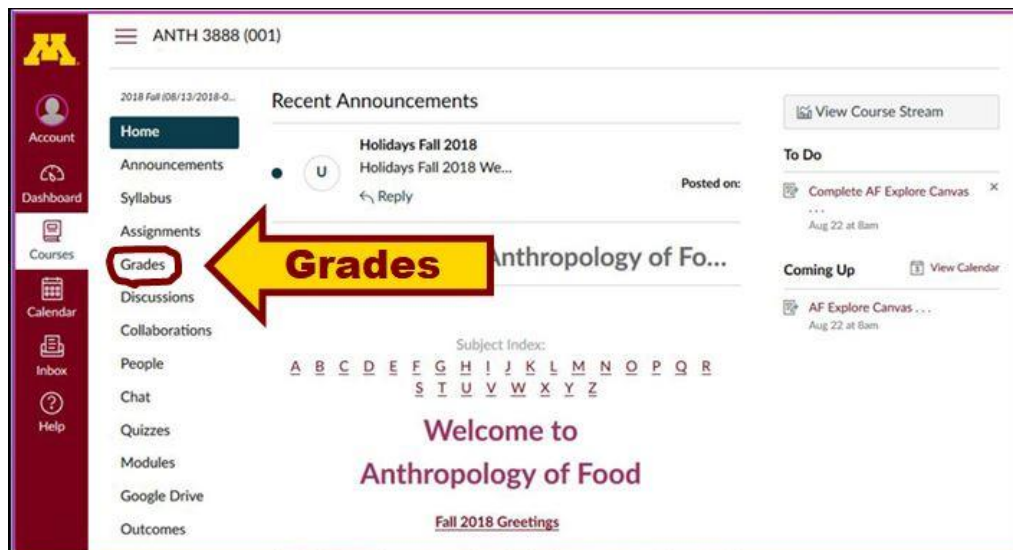 M
ANTH 3888 (001)
Account
Dashboard
Courses
Calendar
Inbox
Help
2018 Fall (08/13/2018-0...
Home
Announcements
Syllabus
Assignments
Grades
Discussions
Collaborations
People
Chat
Quizzes
Modules
Google Drive
Outcomes
Recent Announcements
U
Holidays Fall 2018
Holidays Fall 2018 We...
Reply
Posted on:
Grades
Anthropology of Fo...
Subject Index:
A B C D E F G H I J K L M N O P Q R
S T U V W X Y Z
Welcome to
Anthropology of Food
Fall 2018 Greetings
View Course Stream
To Do
Complete AF Explore Canvas
...
Aug 22 at 8am
Coming Up
View Calendar
AF Explore Canvas . . .
Aug 22 at 8am